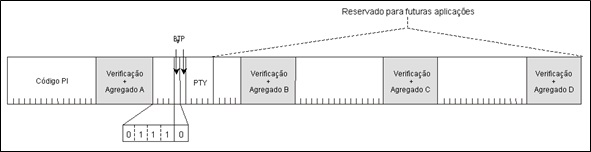 Reservado para futuras aplicações
BTP
Código PI
Verificação
+
Agregado A
PTY
Verificação
+
Agregado B
Verificação
+
Agregado C
Verificação
+
Agregado D
0 1 1 1 0